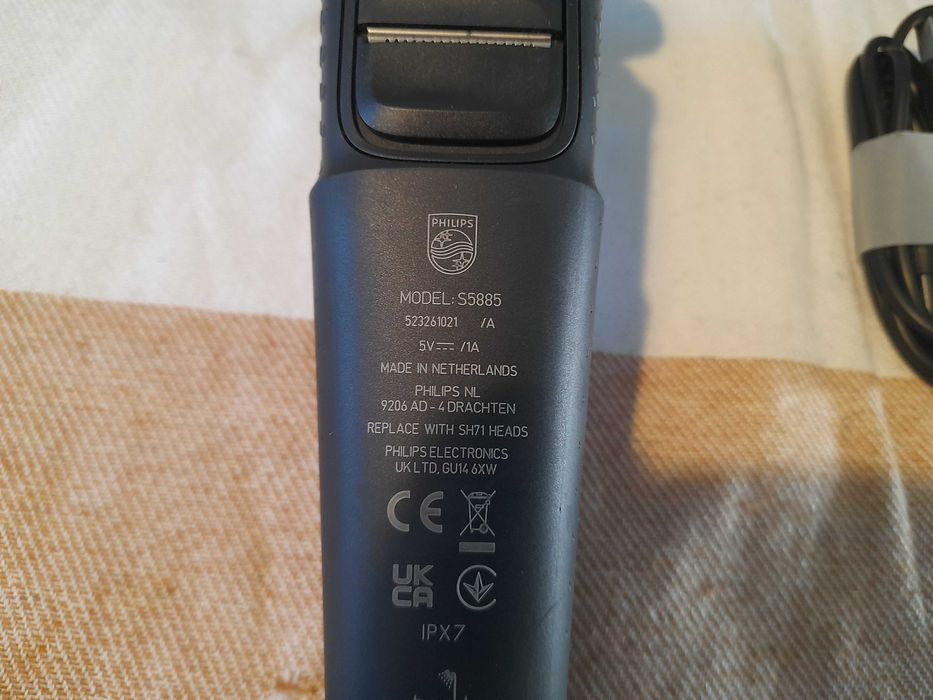 PHILIPS
MODEL: S5885
523261021 /A
5V⎓ /1A
MADE IN NETHERLANDS
PHILIPS NL
9206 AD - 4 DRACHTEN
REPLACE WITH SH71 HEADS
PHILIPS ELECTRONICS
UK LTD, GU14 6XW
CE
UK
CA
IPX7